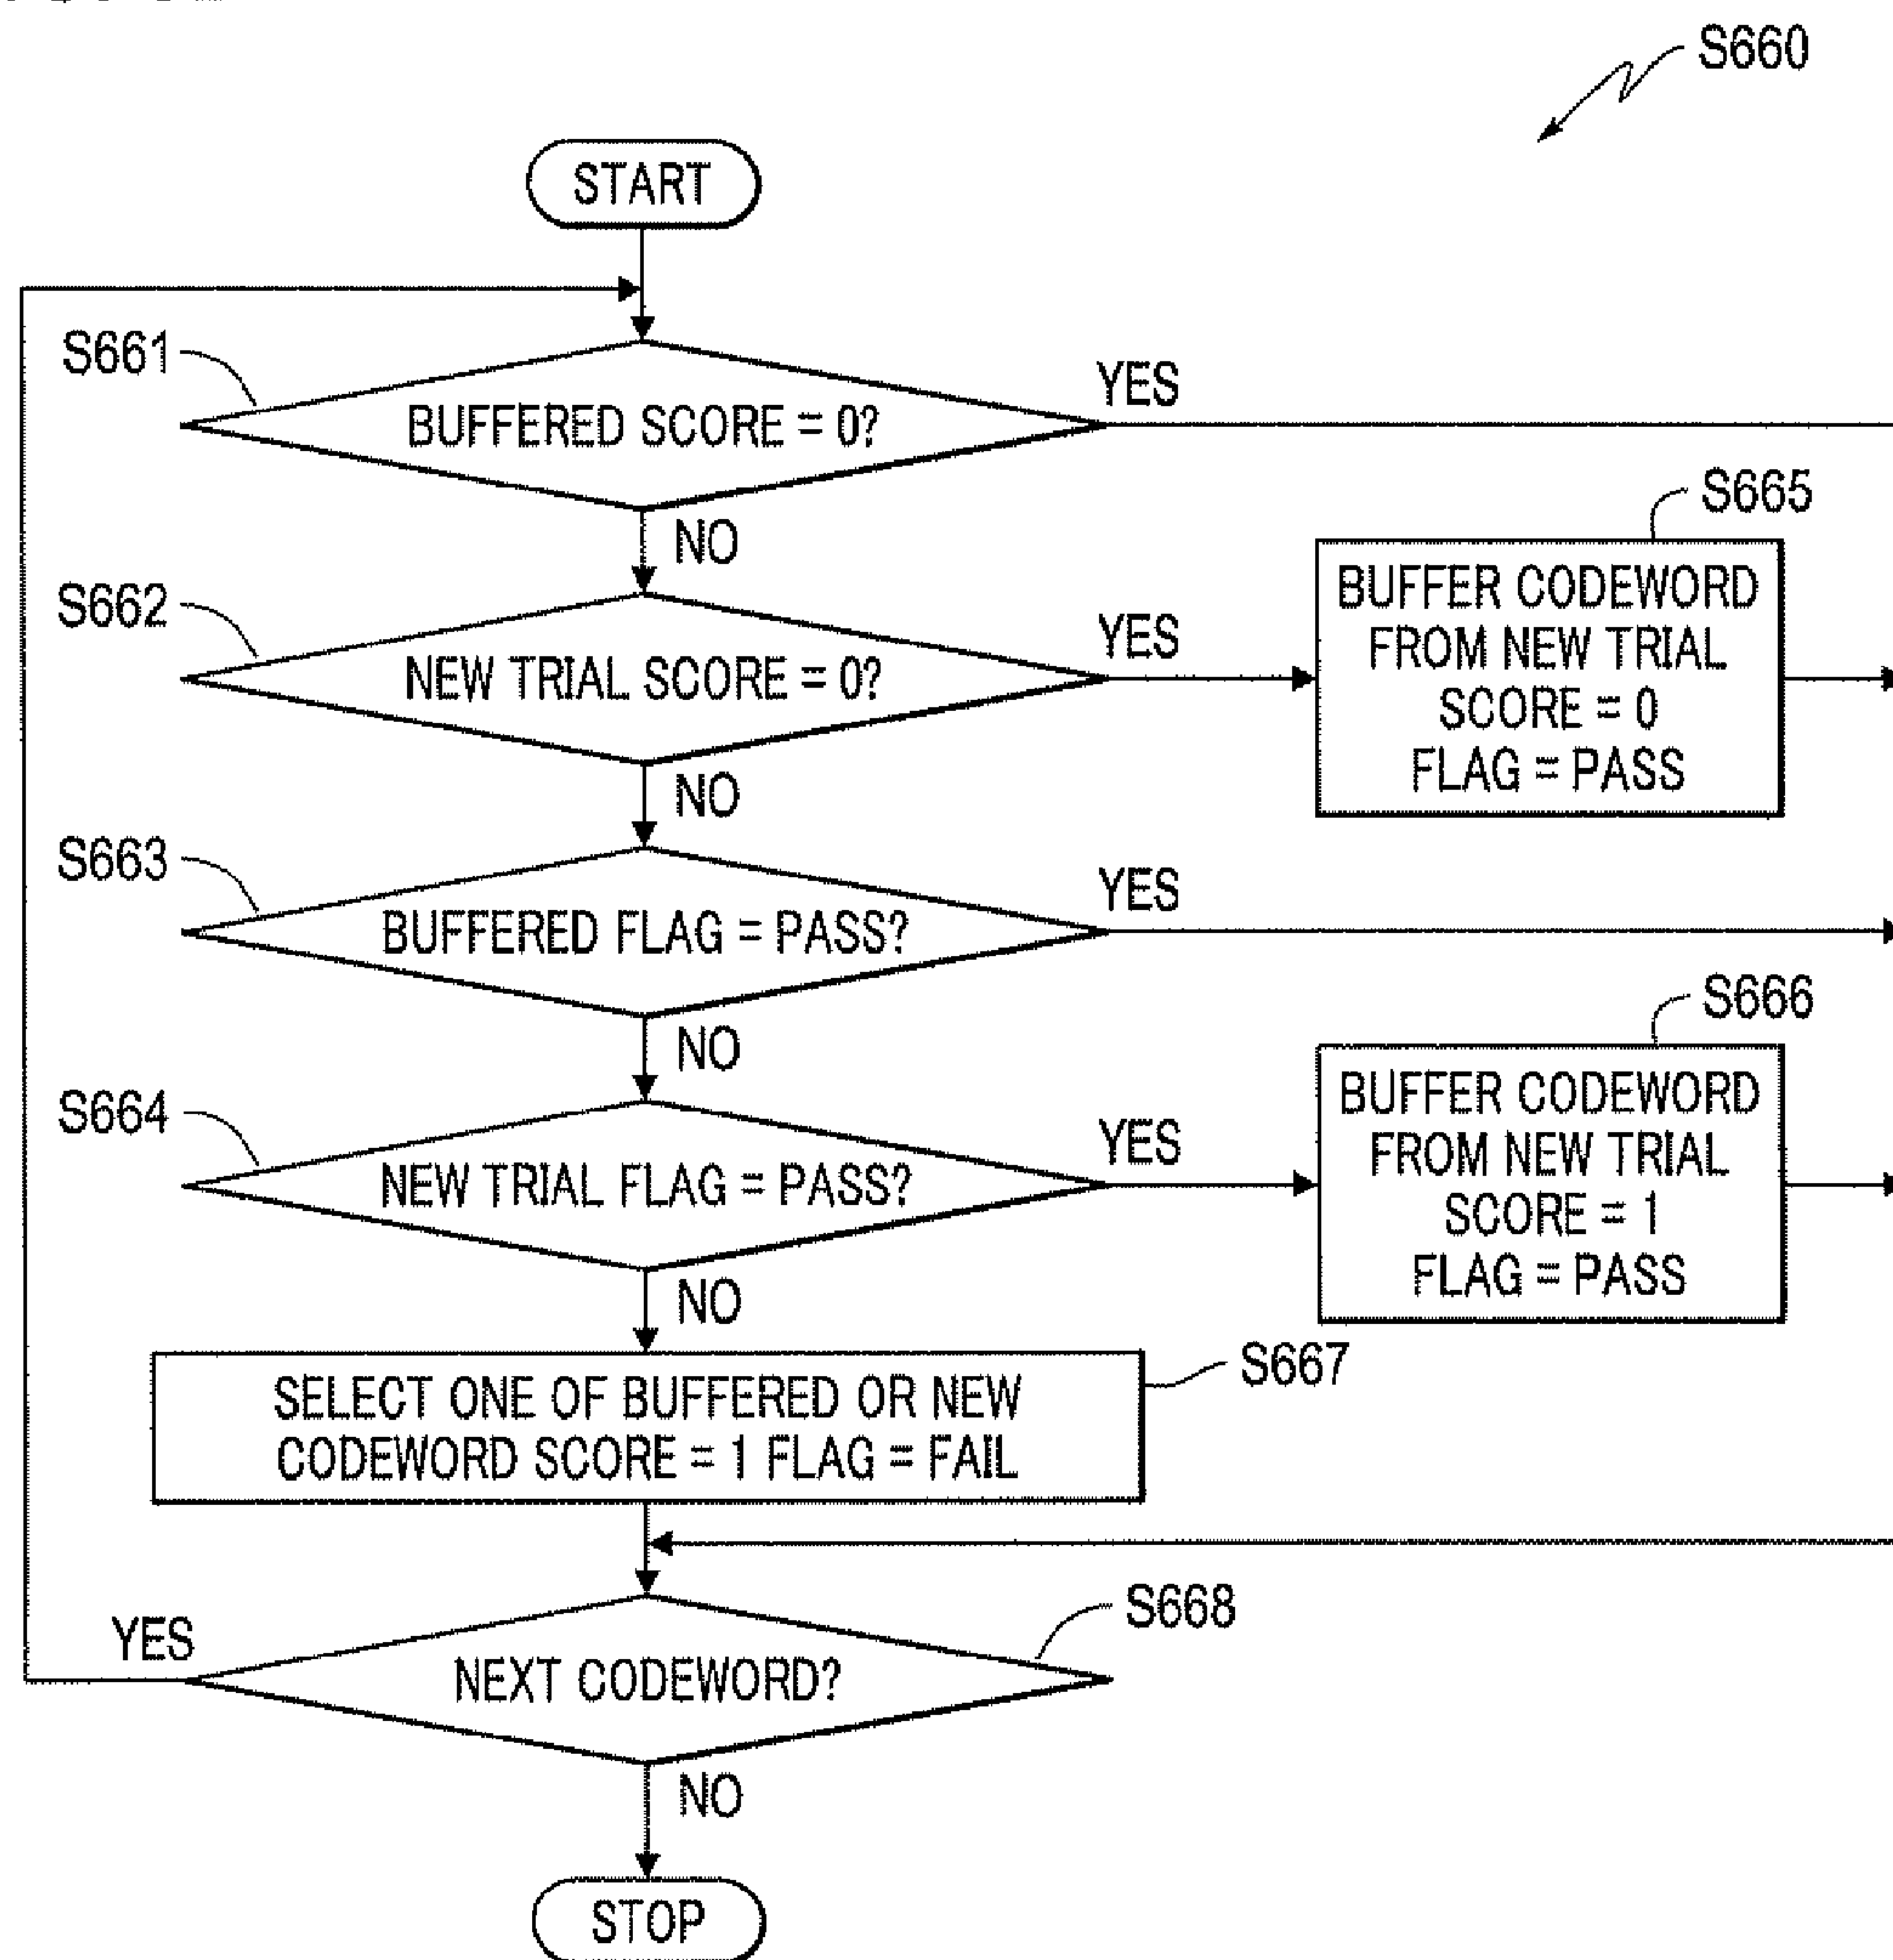 S660
START
S661
BUFFERED SCORE = 0?
YES
NO
S662
NEW TRIAL SCORE = 0?
YES
S665
BUFFER CODEWORD
FROM NEW TRIAL
SCORE = 0
FLAG = PASS
NO
S663
BUFFERED FLAG = PASS?
YES
NO
S664
NEW TRIAL FLAG = PASS?
YES
S666
BUFFER CODEWORD
FROM NEW TRIAL
SCORE = 1
FLAG = PASS
NO
S667
SELECT ONE OF BUFFERED OR NEW
CODEWORD SCORE = 1 FLAG = FAIL
S668
NEXT CODEWORD?
YES
NO
STOP